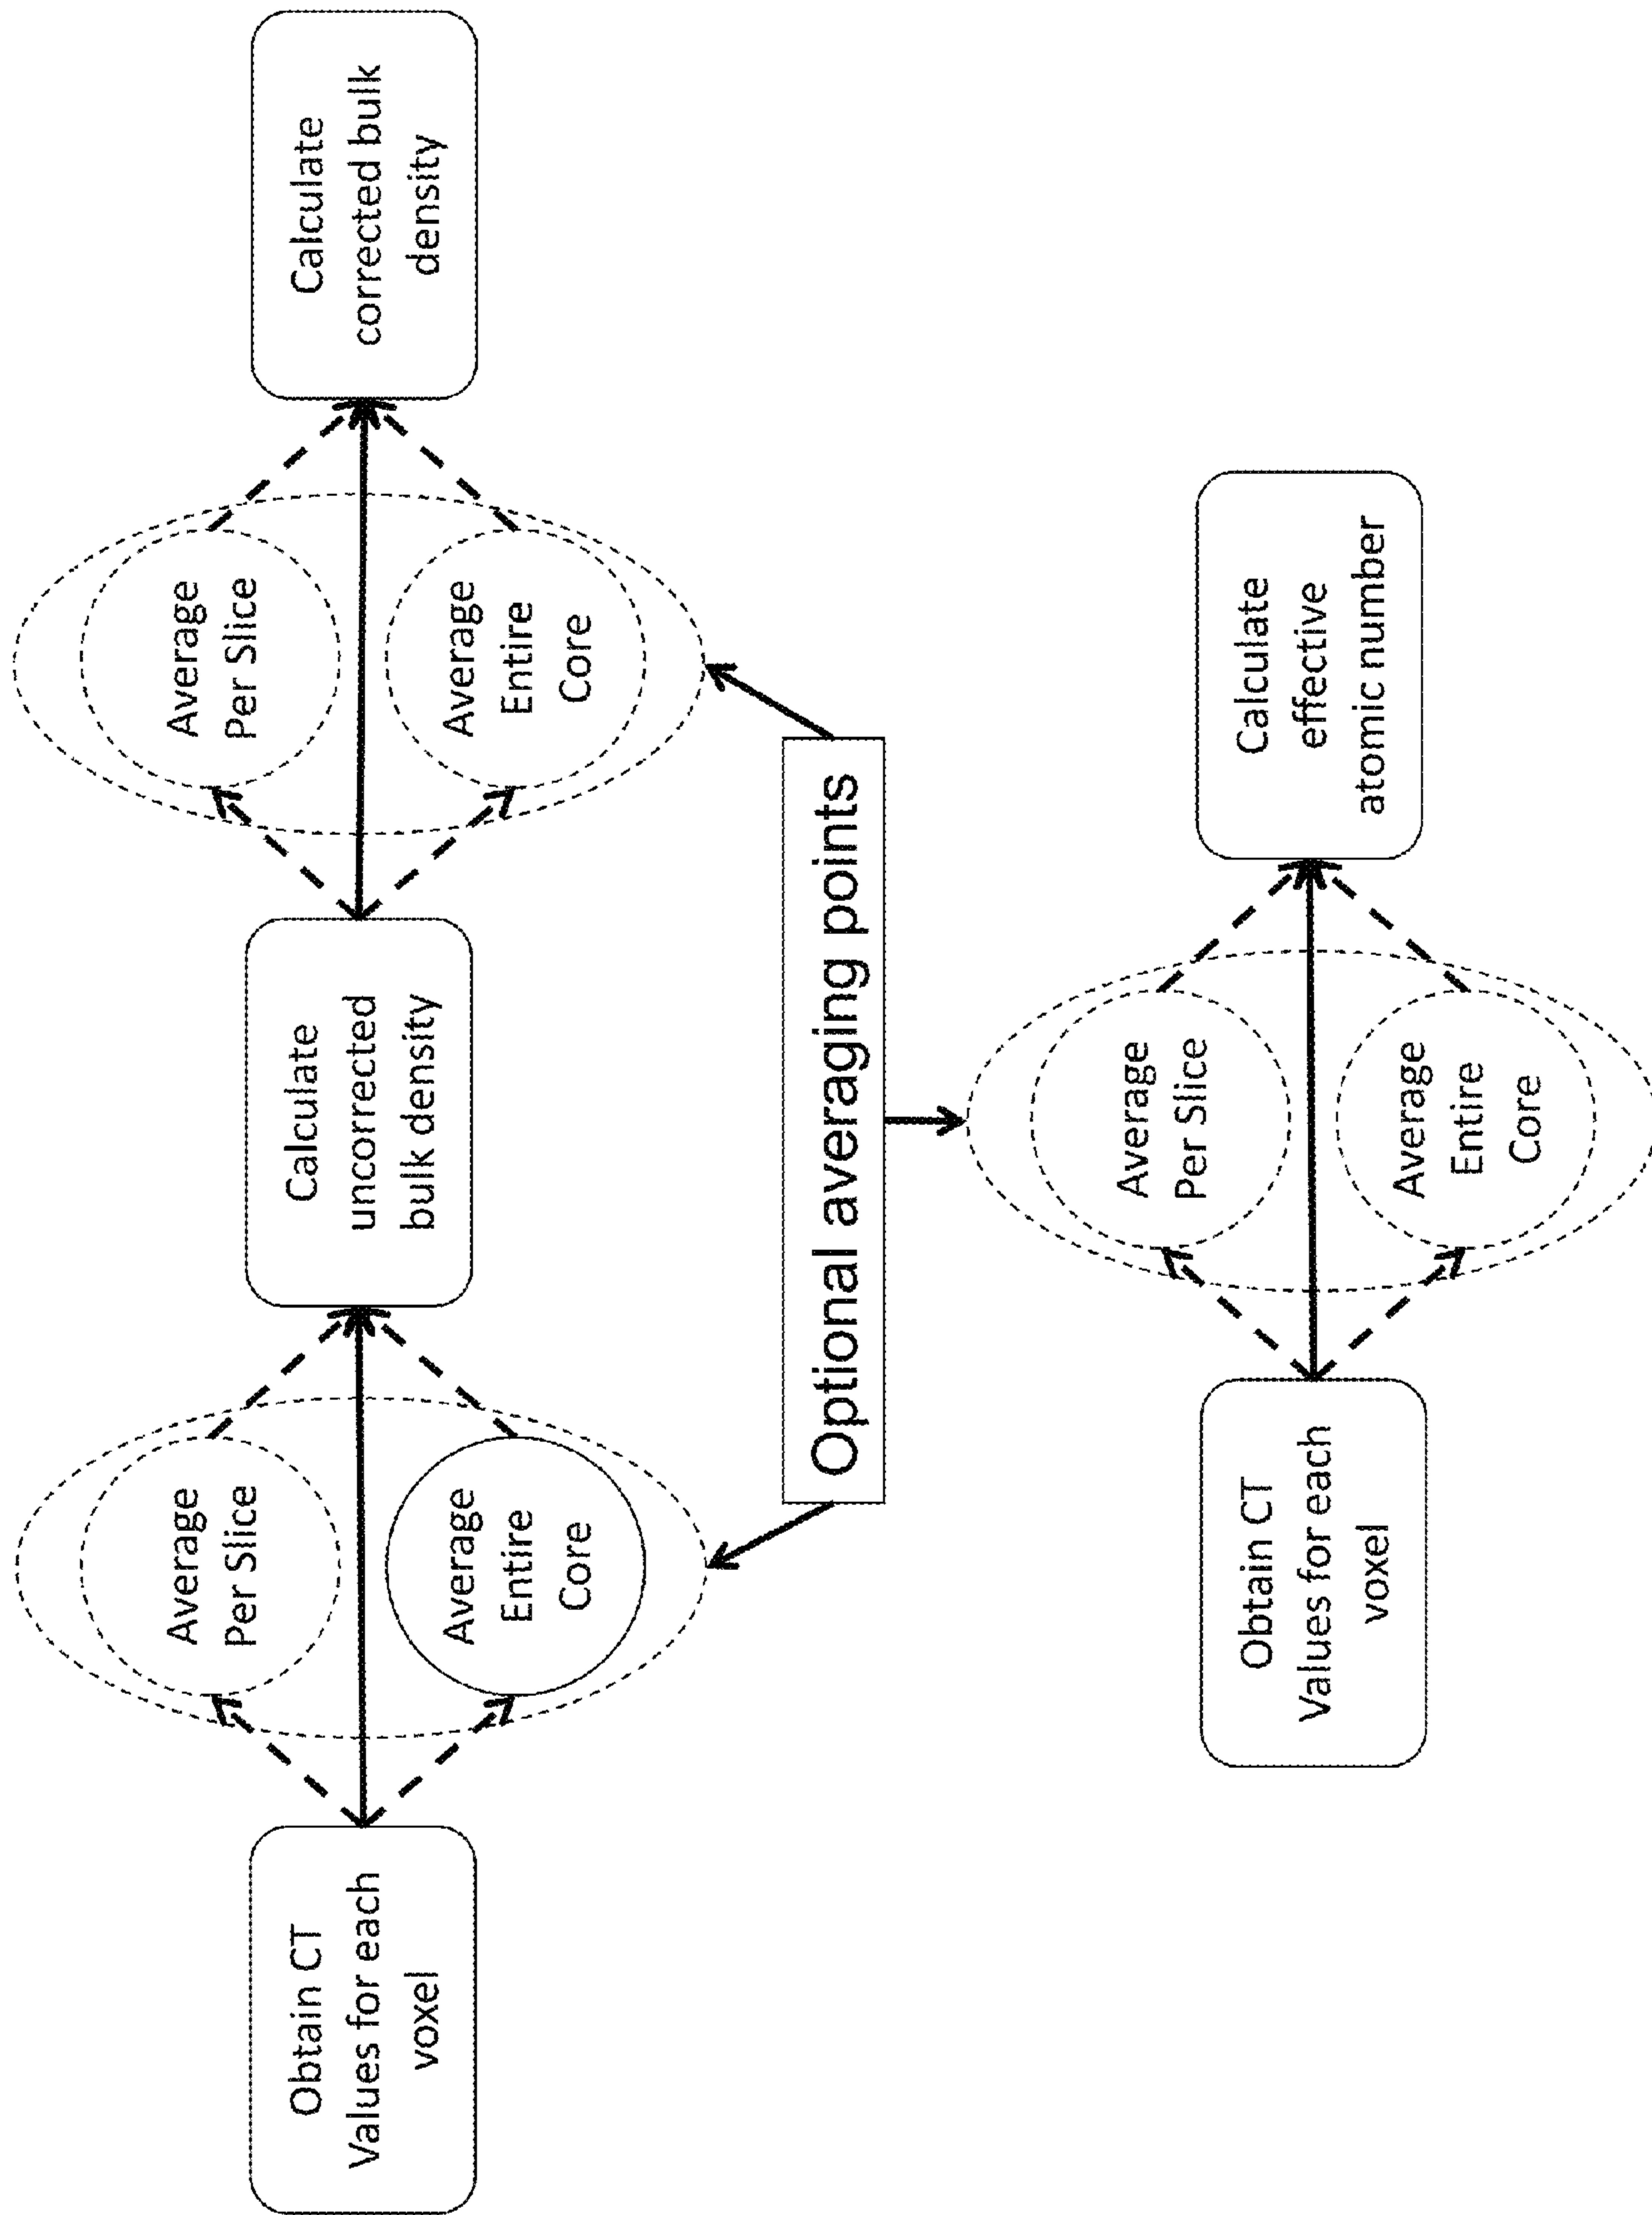 Obtain CT
Values for each
voxel
Average
Per Slice
Average
Entire
Core
Calculate
uncorrected
bulk density
Average
Per Slice
Average
Entire
Core
Calculate
corrected bulk
density
Optional averaging points
Obtain CT
Values for each
voxel
Average
Per Slice
Average
Entire
Core
Calculate
effective
atomic number